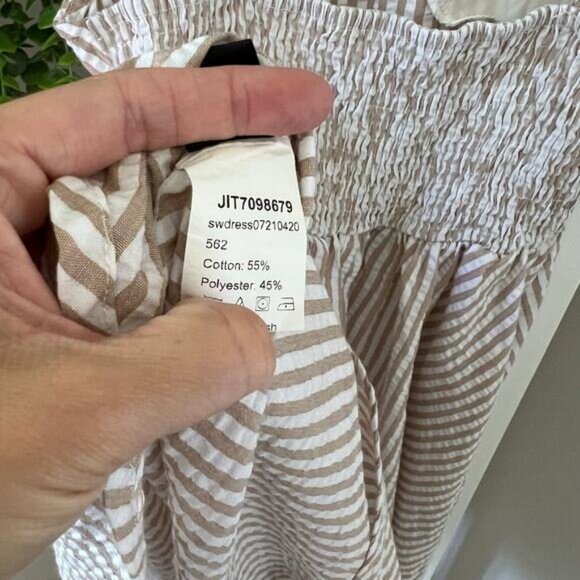 JIT7098679
swdress07210420
562
Cotton: 55%
Polyester: 45%